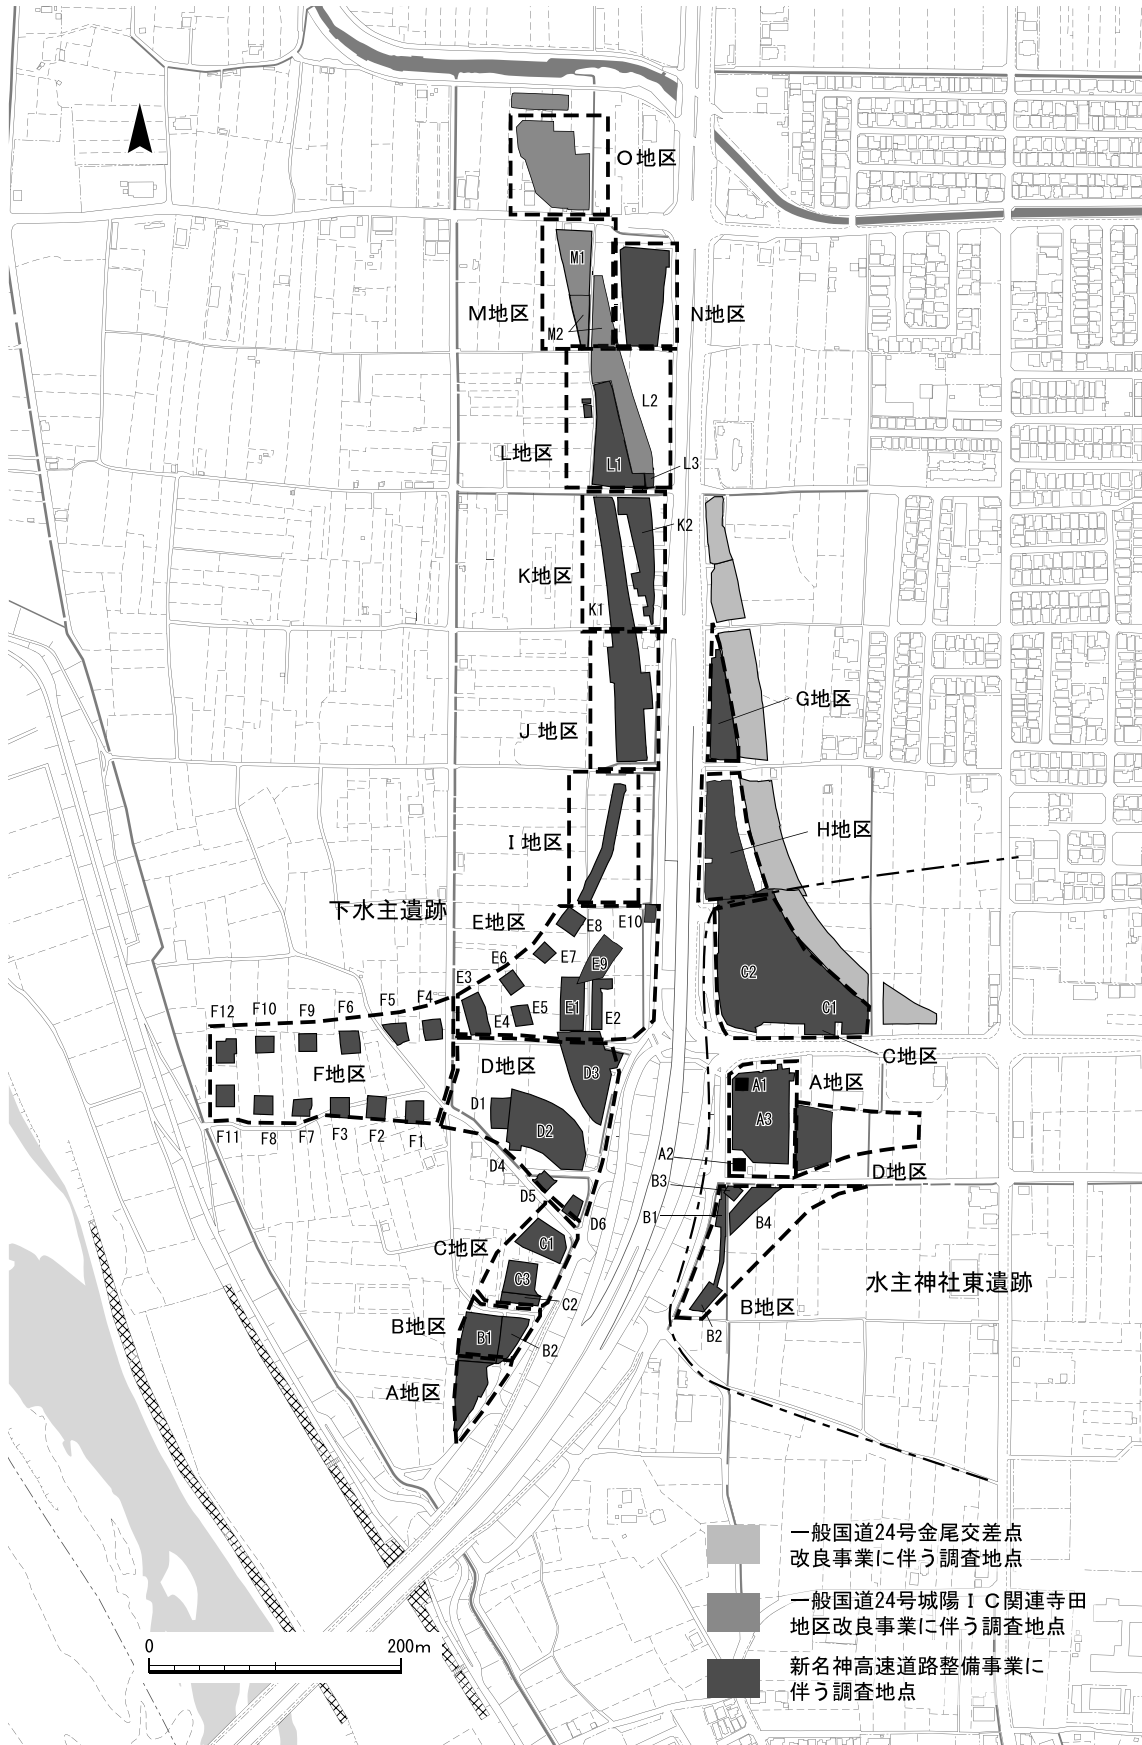 O地区
M1
M地区
N地区
M2
L2
L地区
L1
L3
K2
K地区
K1
G地区
J地区
H地区
I地区
下水主遺跡
E地区
E8
E10
E7
E6
E9
E3
C2
F12
F10
F9
F6
F5
F4
E4
E5
E1
E2
C1
C地区
F地区
D地区
D3
A1
A地区
D1
A3
D2
F11
F8
F7
F3
F2
F1
D4
A2
D地区
B3
D5
D6
B1
B4
C地区
C1
C3
C2
水主神社東遺跡
B地区
B2
B地区
B1
B2
A地区
一般国道24号金尾交差点
改良事業に伴う調査地点
一般国道24号城陽IC関連寺田
地区改良事業に伴う調査地点
0
200m
新名神高速道路整備事業に
伴う調査地点